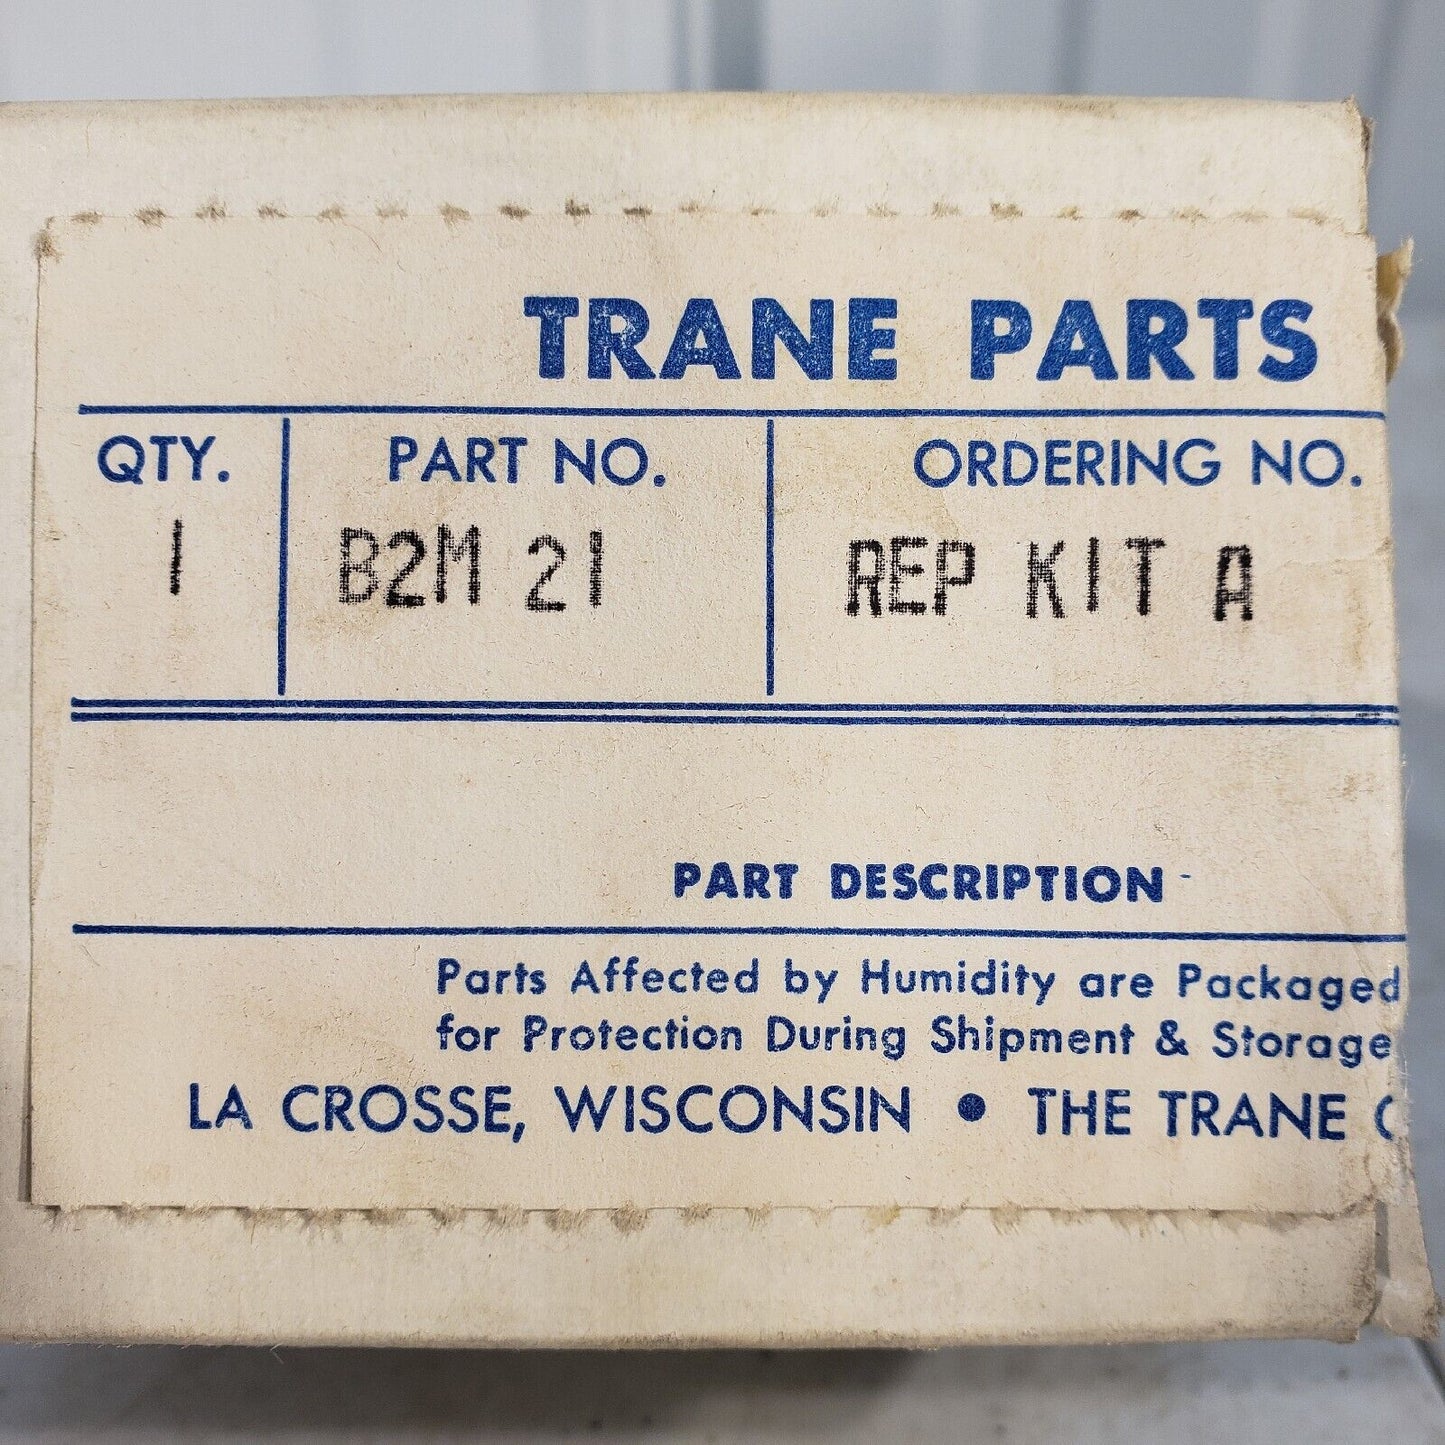 TRANE PARTS
QTY. PART NO. ORDERING NO.
1 B2M 21 REP KIT A
PART DESCRIPTION
Parts Affected by Humidity are Packaged
for Protection During Shipment & Storage
LA CROSSE, WISCONSIN • THE TRANE